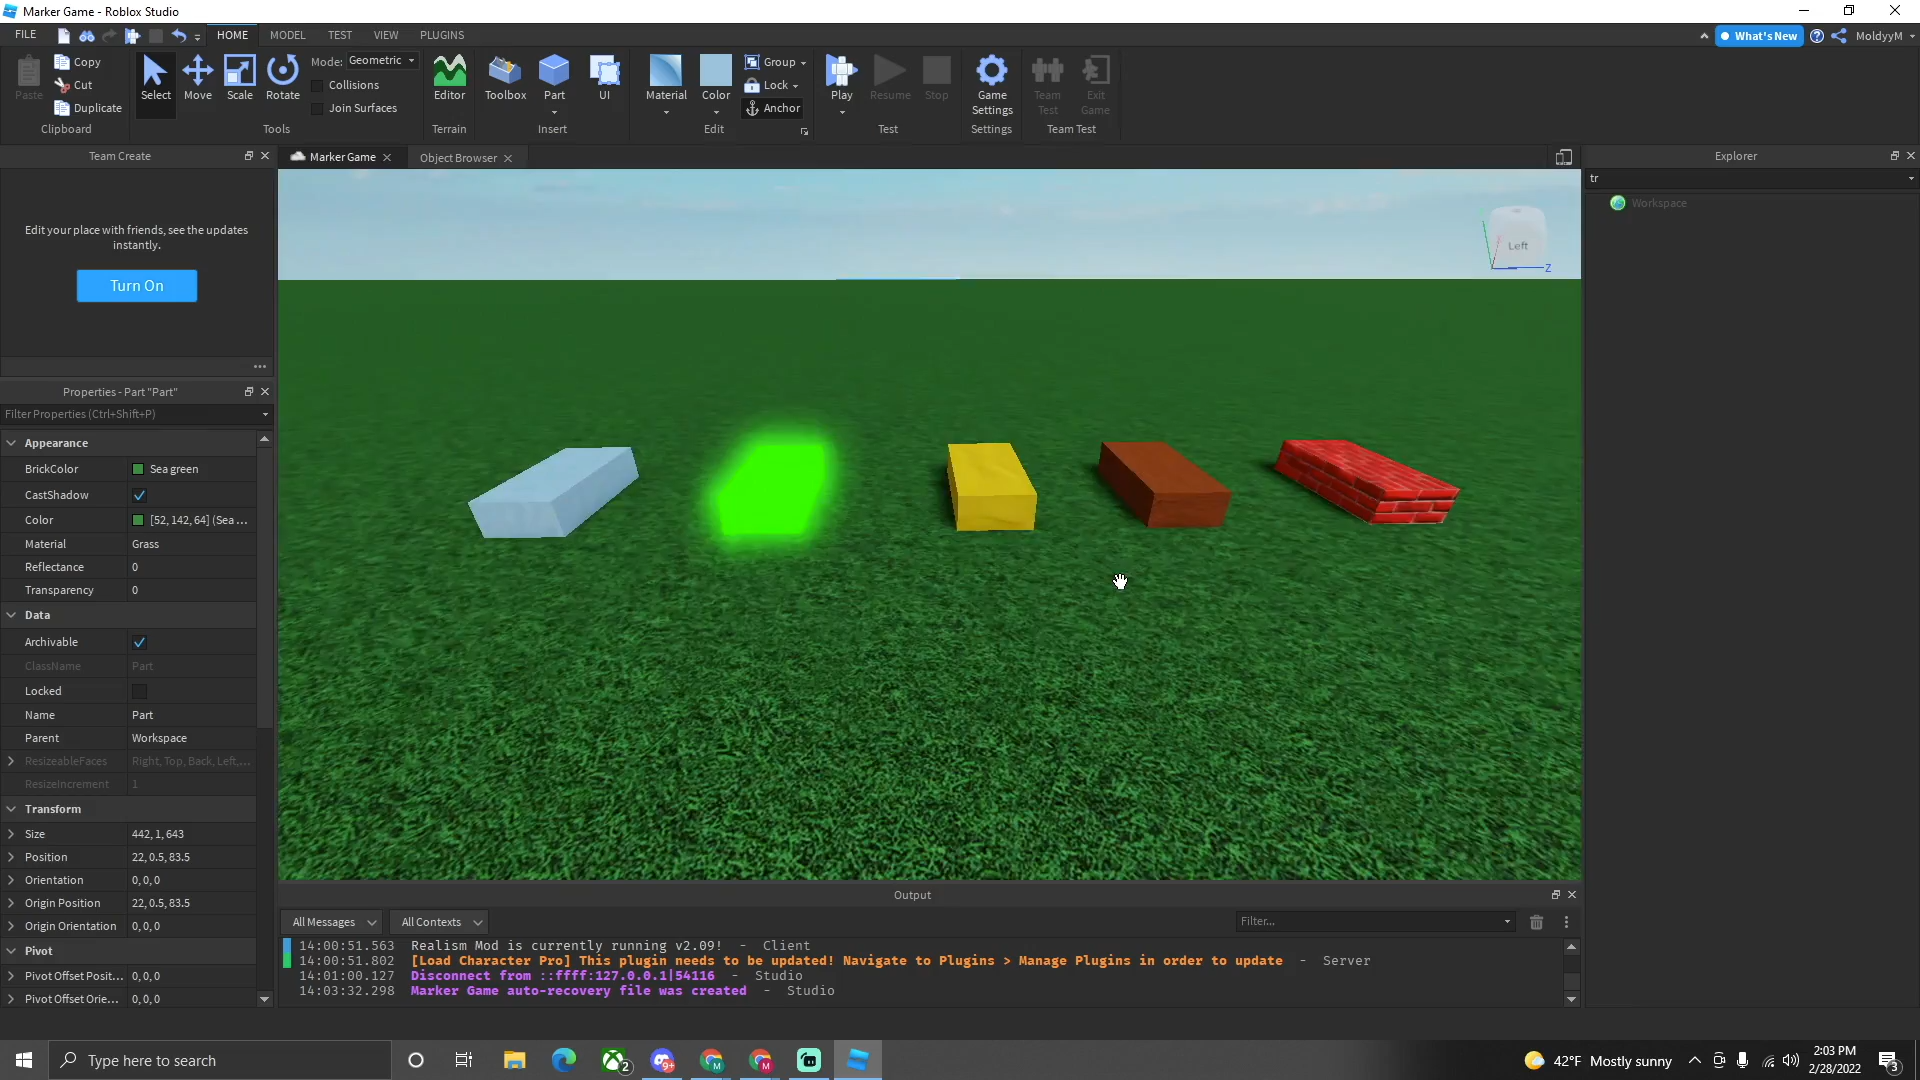 Marker Game - Roblox Studio
FILE HOME MODEL TEST VIEW PLUGINS What's New MoldyyM
Paste Copy Cut Duplicate
Clipboard
Select Move Scale Rotate
Mode: Geometric
Collisions
Join Surfaces
Tools
Editor
Terrain
Toolbox Part UI
Insert
Material Color
Group
Lock
Anchor
Edit
Play Resume Stop
Test
Game Settings
Settings
Team Test
Exit Game
Team Test
Team Create
Edit your place with friends, see the updates
instantly.
Turn On
Marker Game
Object Browser
Left
Z
Explorer
tr
Workspace
Properties - Part "Part"
Filter Properties (Ctrl+Shift+P)
Appearance
BrickColor Sea green
CastShadow
Color [52, 142, 64] (Sea ...
Material Grass
Reflectance 0
Transparency 0
Data
Archivable
ClassName Part
Locked
Name Part
Parent Workspace
ResizeableFaces Right, Top, Back, Left,...
ResizeIncrement 1
Transform
Size 442, 1, 643
Position 22, 0.5, 83.5
Orientation 0, 0, 0
Origin Position 22, 0.5, 83.5
Origin Orientation 0, 0, 0
Pivot
Pivot Offset Posit... 0, 0, 0
Pivot Offset Orie... 0, 0, 0
Output
All Messages All Contexts Filter...
14:00:51.563 Realism Mod is currently running v2.09! - Client
14:00:51.802 [Load Character Pro] This plugin needs to be updated! Navigate to Plugins > Manage Plugins in order to update - Server
14:01:00.127 Disconnect from ::ffff:127.0.0.1|54116 - Studio
14:03:32.298 Marker Game auto-recovery file was created - Studio
Type here to search
2
9+
M
M
42°F Mostly sunny
2:03 PM
2/28/2022
3